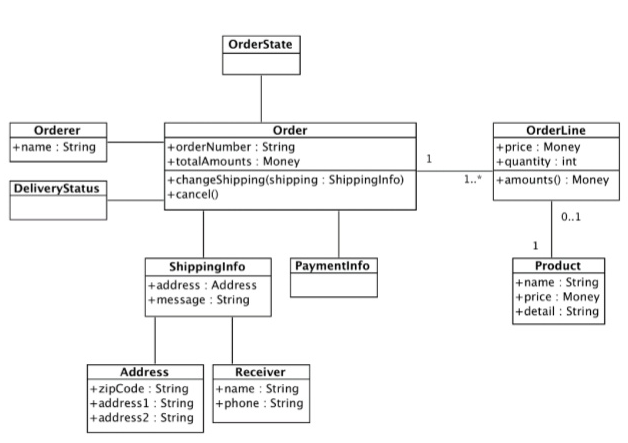 OrderState
Orderer
+name : String
DeliveryStatus
Order
+orderNumber : String
+totalAmounts : Money
+changeShipping(shipping : ShippingInfo)
+cancel()
1
1..*
OrderLine
+price : Money
+quantity : int
+amounts() : Money
0..1
1
Product
+name : String
+price : Money
+detail : String
ShippingInfo
+address : Address
+message : String
PaymentInfo
Address
+zipCode : String
+address1 : String
+address2 : String
Receiver
+name : String
+phone : String